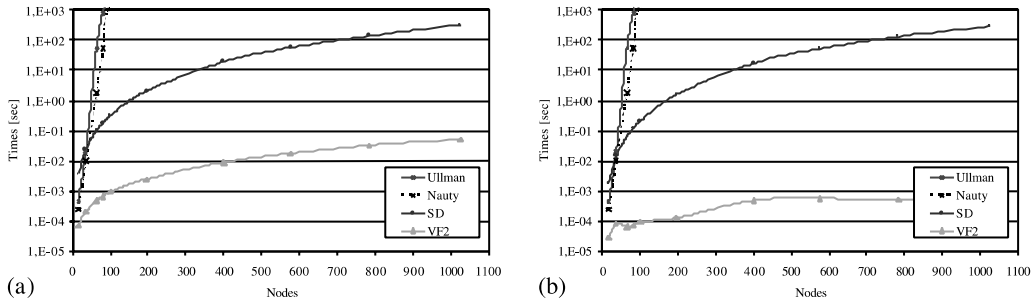 1,E+03
1,E+02
1,E+01
1,E+00
1,E-01
1,E-02
1,E-03
1,E-04
1,E-05
Times [sec]
Ullman
Nauty
SD
VF2
0 100 200 300 400 500 600 700 800 900 1000 1100
Nodes
(a)
1,E+03
1,E+02
1,E+01
1,E+00
1,E-01
1,E-02
1,E-03
1,E-04
1,E-05
Times [sec]
Ullman
Nauty
SD
VF2
0 100 200 300 400 500 600 700 800 900 1000 1100
Nodes
(b)